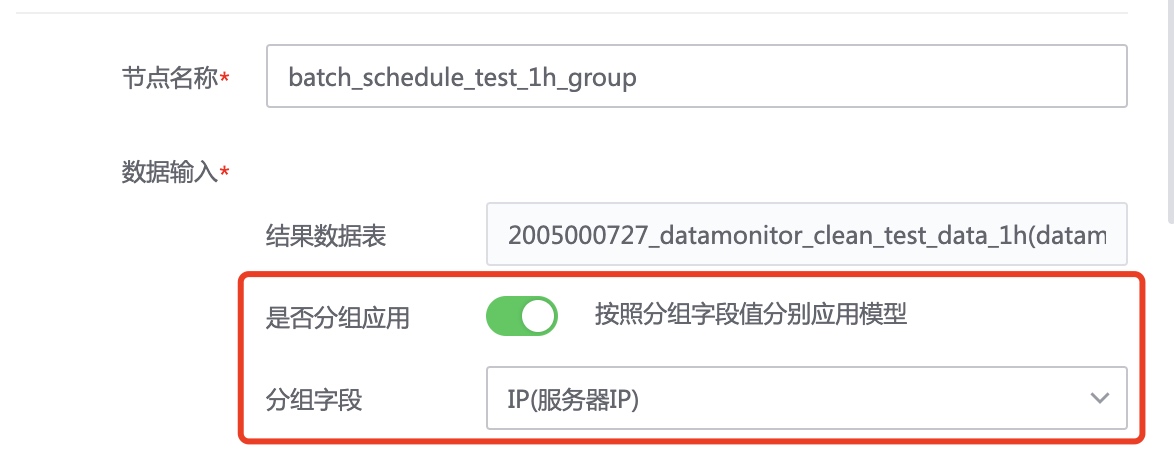 节点名称* batch_schedule_test_1h_group
数据输入*
结果数据表 2005000727_datamonitor_clean_test_data_1h(datam
是否分组应用 按照分组字段值分别应用模型
分组字段 IP(服务器IP)